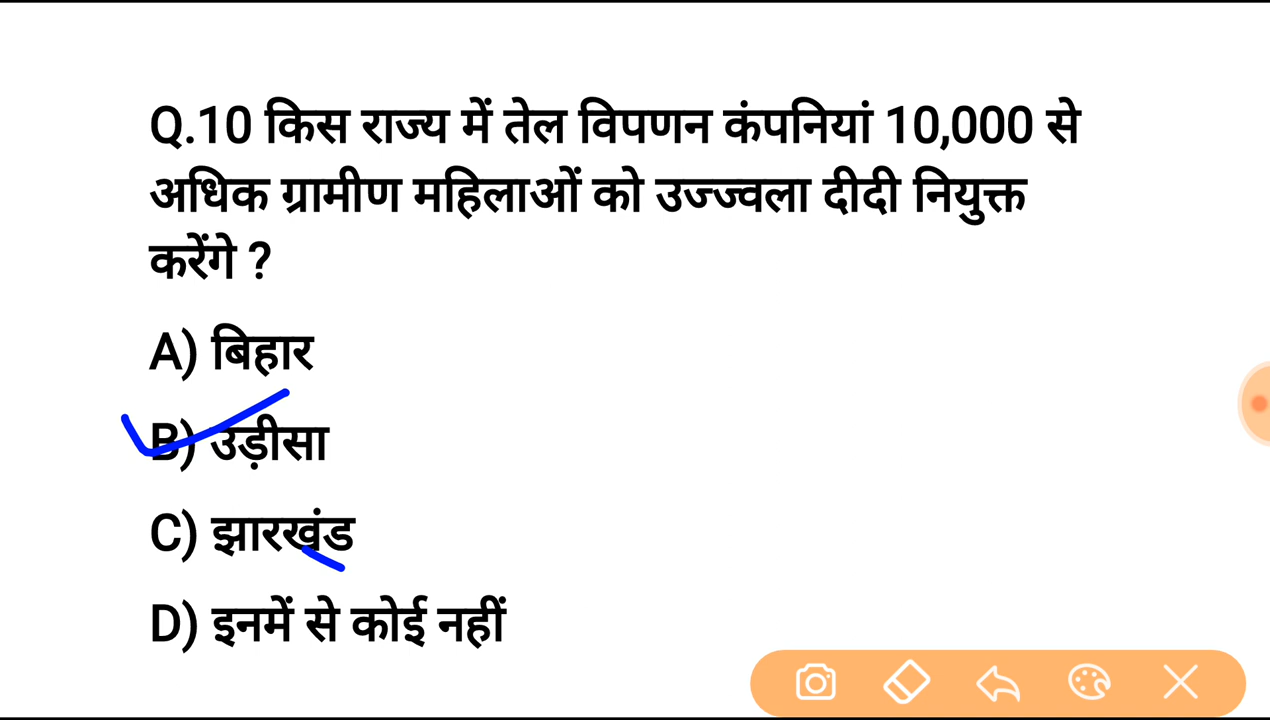 Q.10 किस राज्य में तेल विपणन कंपनियां 10,000 से
अधिक ग्रामीण महिलाओं को उज्ज्वला दीदी नियुक्त
करेंगे ?
A) बिहार
B) उड़ीसा
C) झारखंड
D) इनमें से कोई नहीं